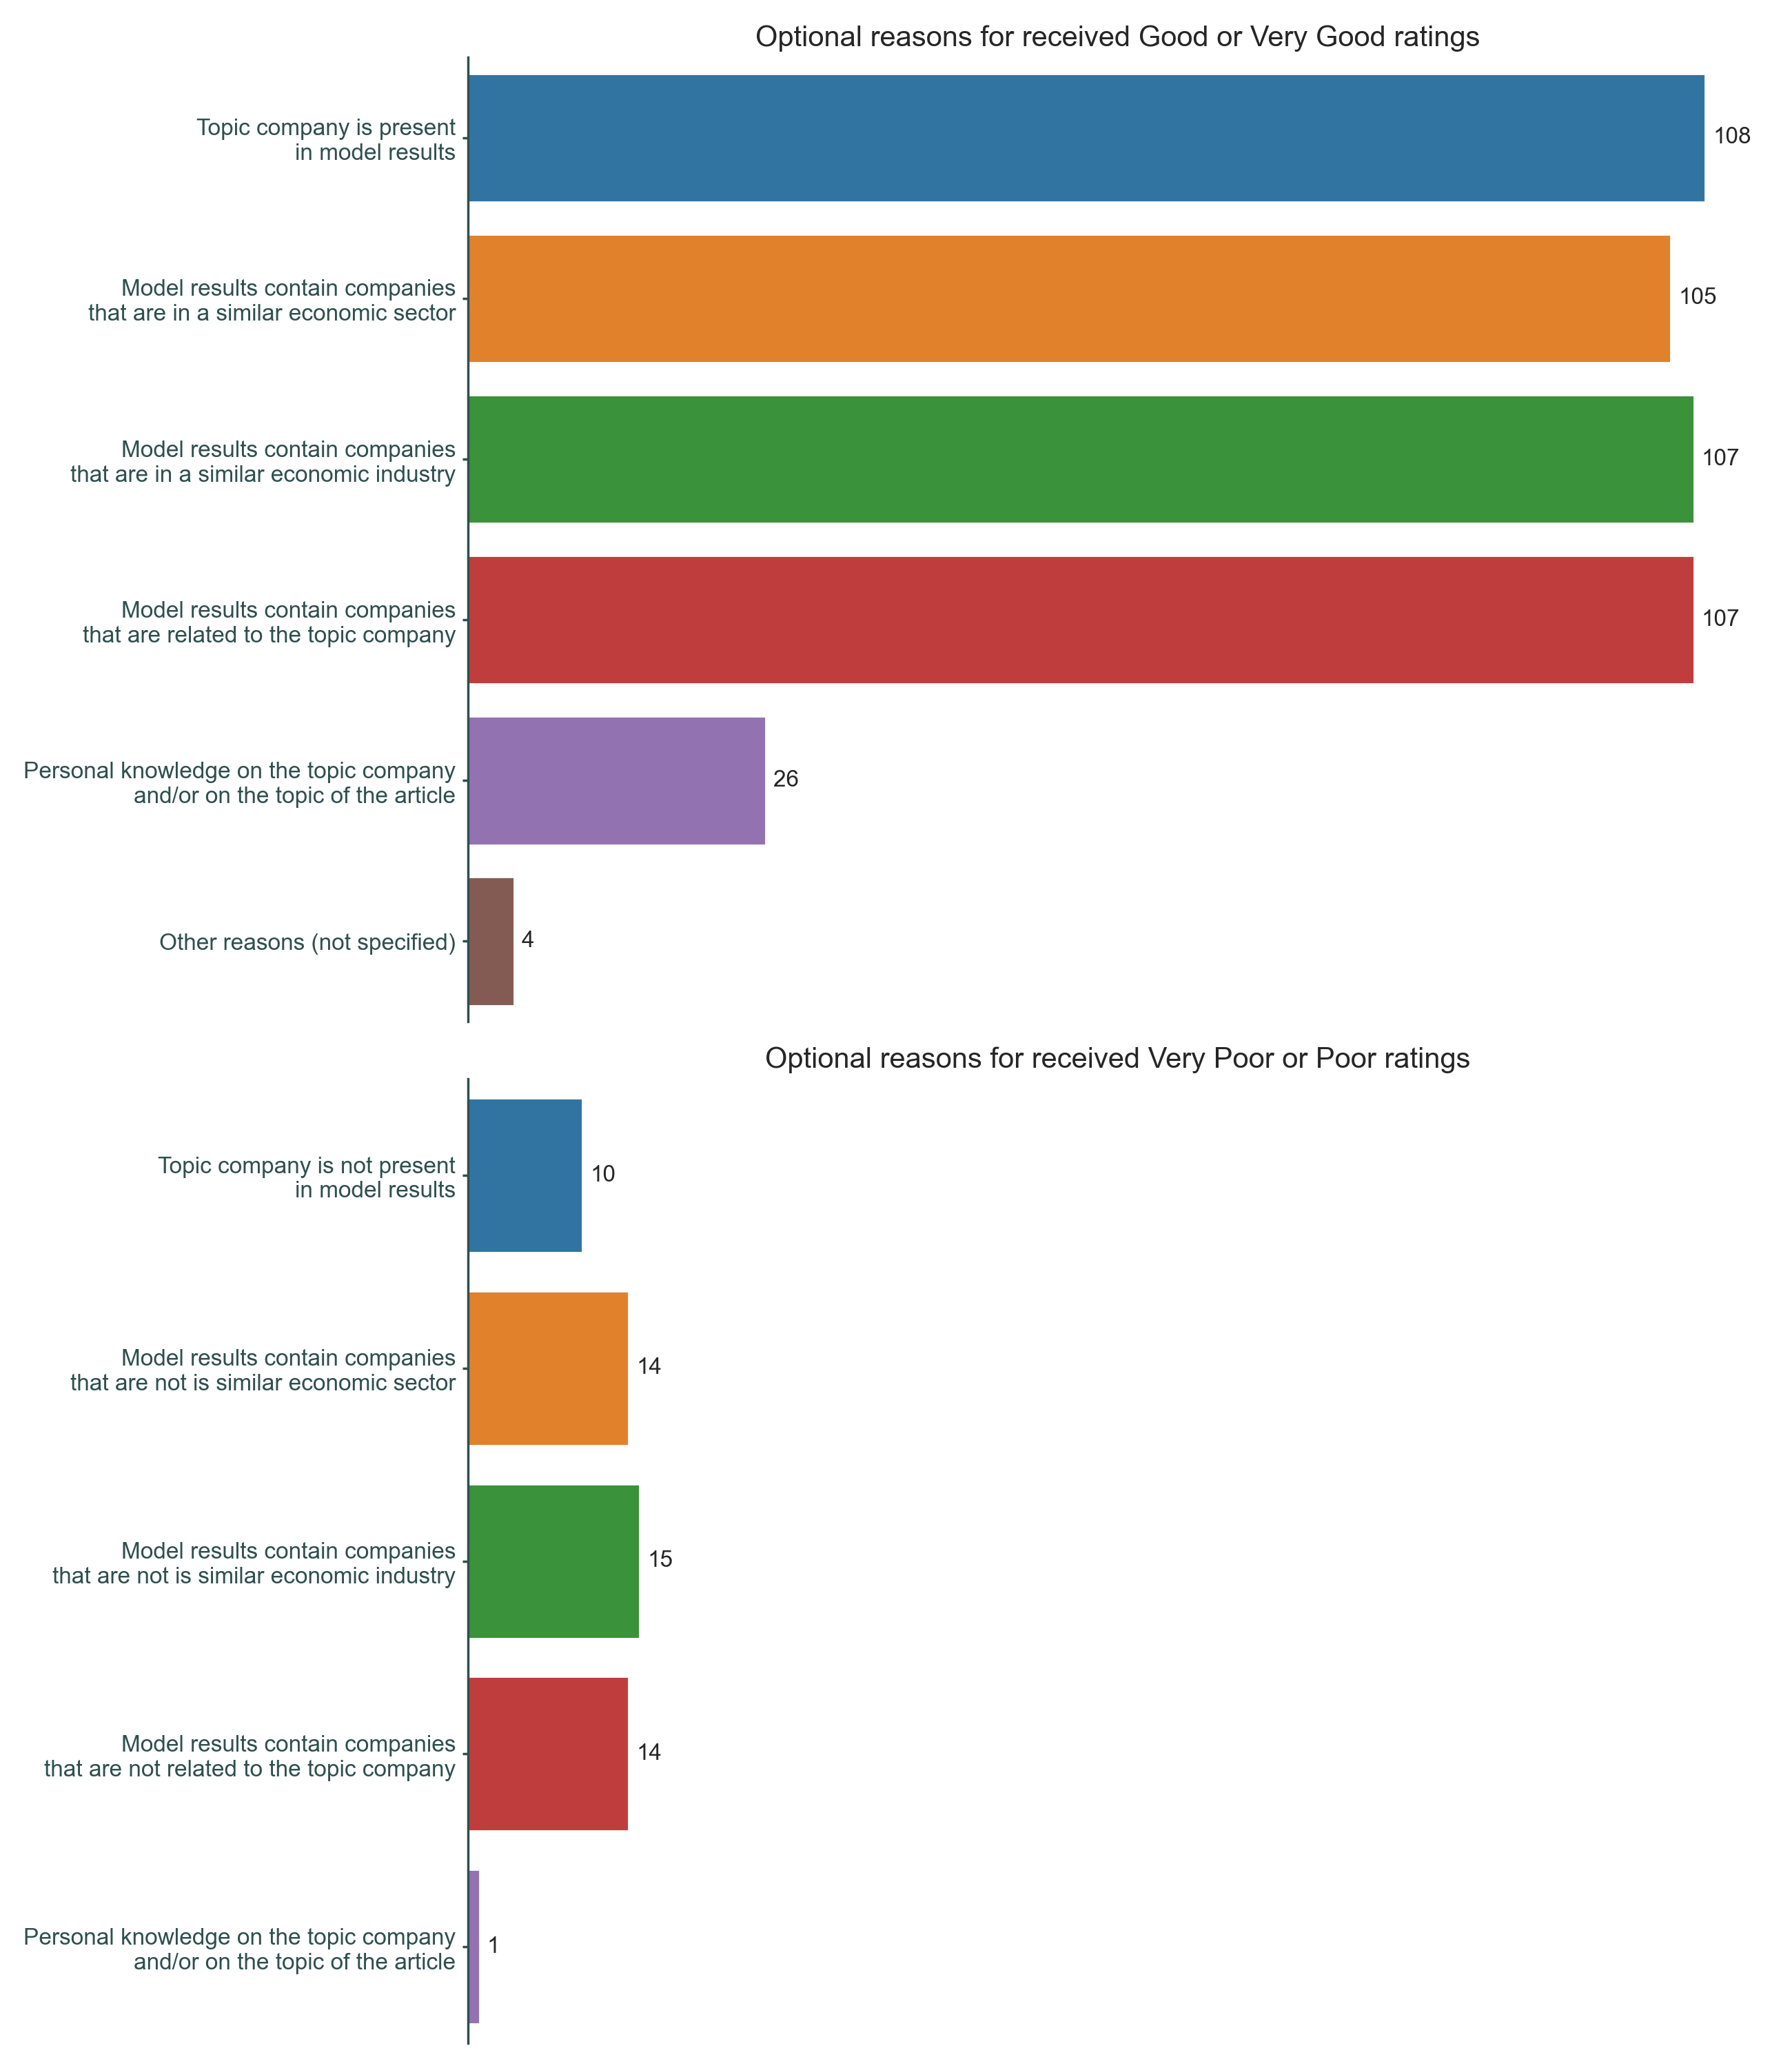 Optional reasons for received Good or Very Good ratings
Topic company is present
in model results
108
Model results contain companies
that are in a similar economic sector
105
Model results contain companies
that are in a similar economic industry
107
Model results contain companies
that are related to the topic company
107
Personal knowledge on the topic company
and/or on the topic of the article
26
Other reasons (not specified)
4
Optional reasons for received Very Poor or Poor ratings
Topic company is not present
in model results
10
Model results contain companies
that are not is similar economic sector
14
Model results contain companies
that are not is similar economic industry
15
Model results contain companies
that are not related to the topic company
14
Personal knowledge on the topic company
and/or on the topic of the article
1